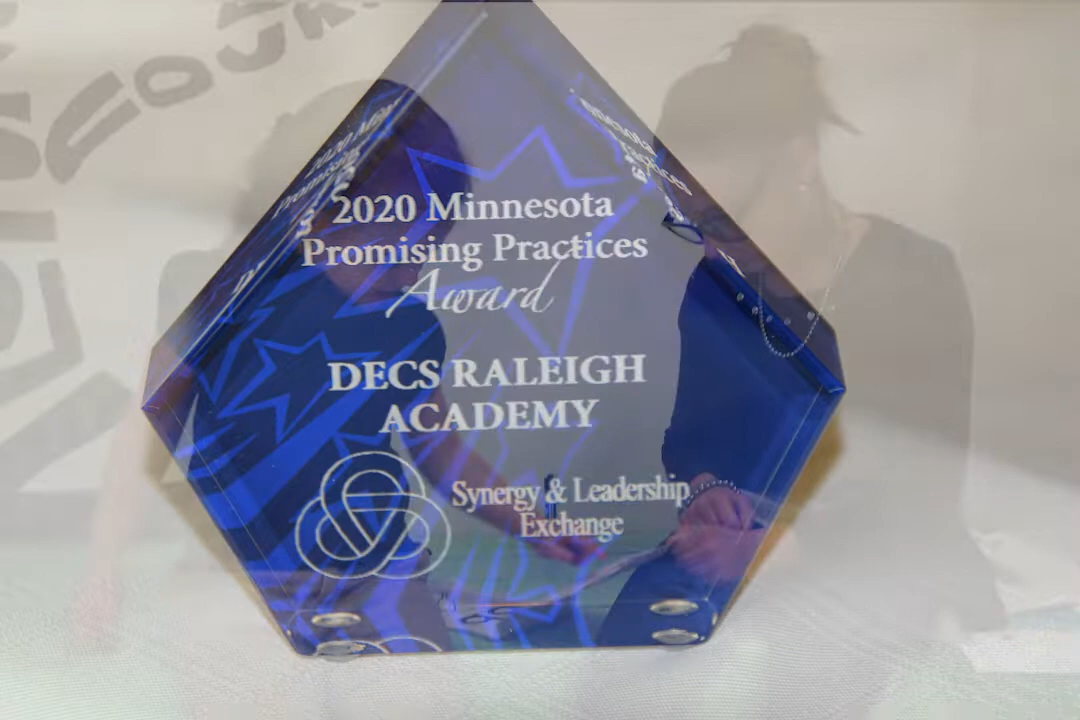 2020 Minnesota
Promising Practices
Award
DECS RALEIGH
ACADEMY
Synergy & Leadership
Exchange